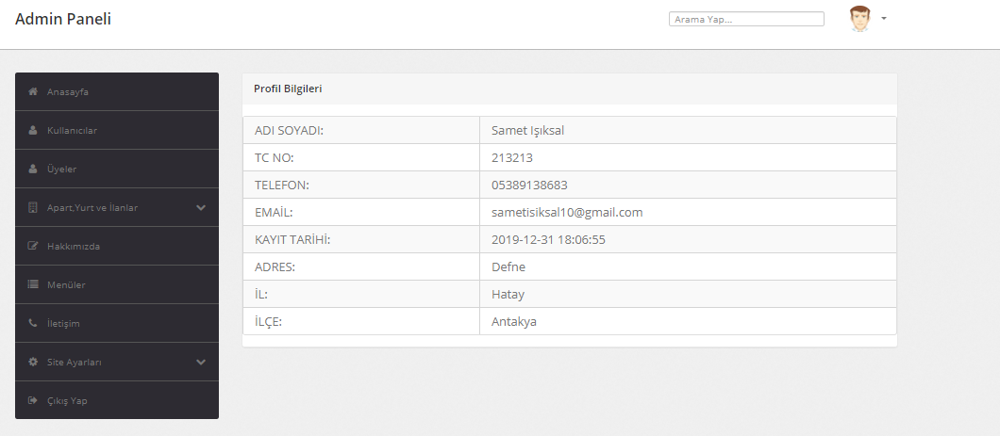 Admin Paneli
Arama Yap...
Anasayfa
Kullanıcılar
Üyeler
Apart,Yurt ve İlanlar
Hakkımızda
Menüler
İletişim
Site Ayarları
Çıkış Yap
Profil Bilgileri
ADI SOYADI: Samet Işıksal
TC NO: 213213
TELEFON: 05389138683
EMAİL: sametisiksal10@gmail.com
KAYIT TARİHİ: 2019-12-31 18:06:55
ADRES: Defne
İL: Hatay
İLÇE: Antakya